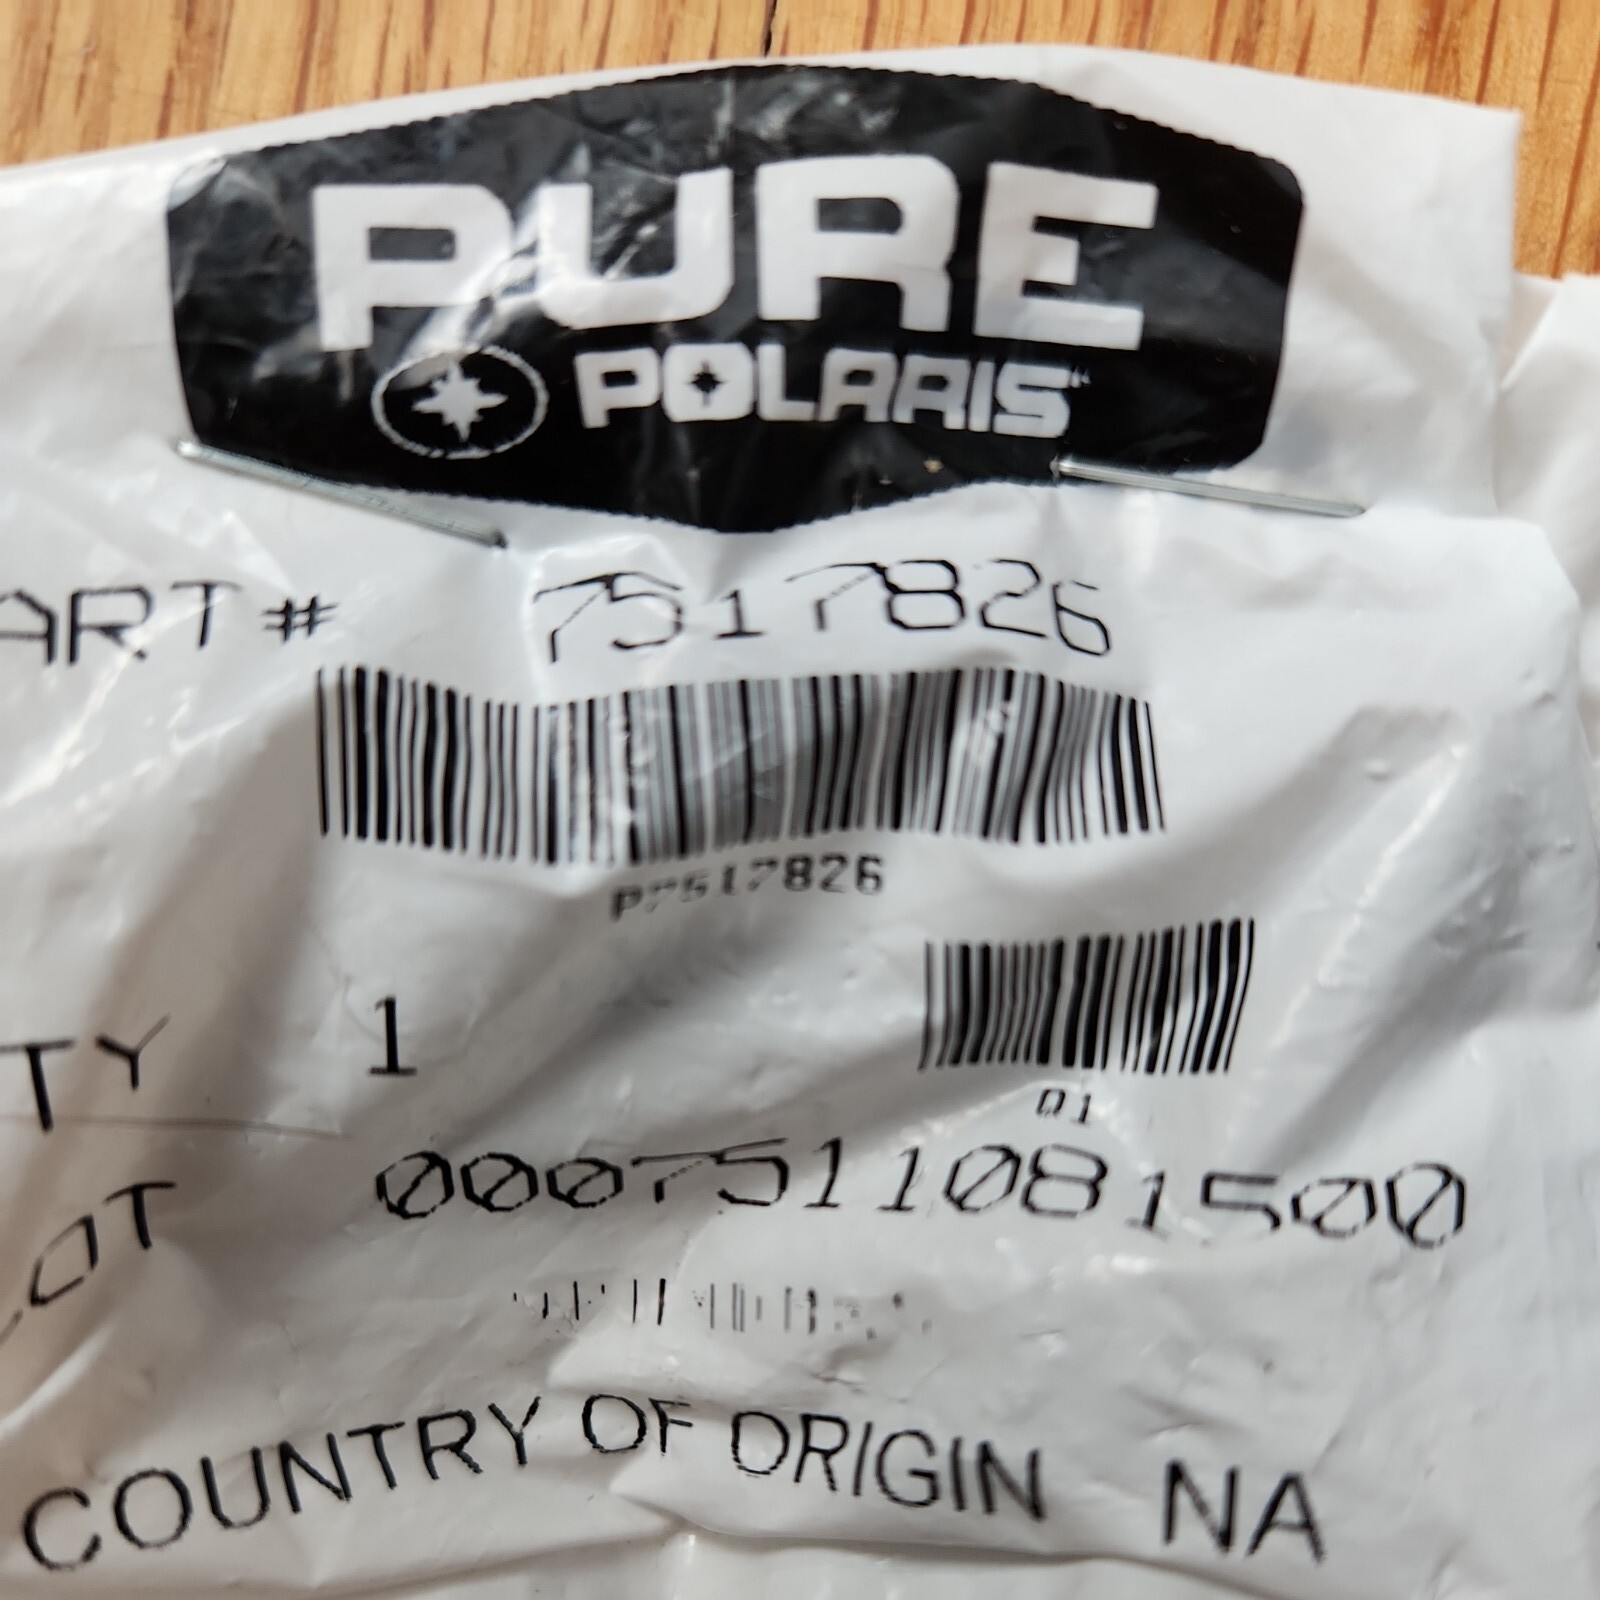 PURE
POLARIS
ART# 7517826
P7517826
TY 1
01
OT 0007511081500
COUNTRY OF ORIGIN NA